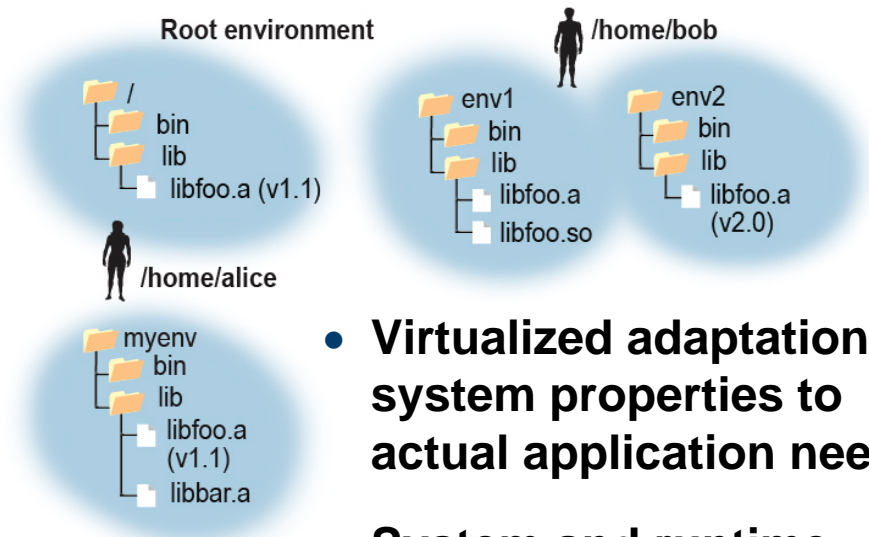 Root environment
/
bin
lib
libfoo.a (v1.1)
/home/bob
env1
bin
lib
libfoo.a
libfoo.so
env2
bin
lib
libfoo.a
(v2.0)
/home/alice
myenv
bin
lib
libfoo.a
(v1.1)
libbar.a
• Virtualized adaptation
system properties to
actual application nee
System and runtime